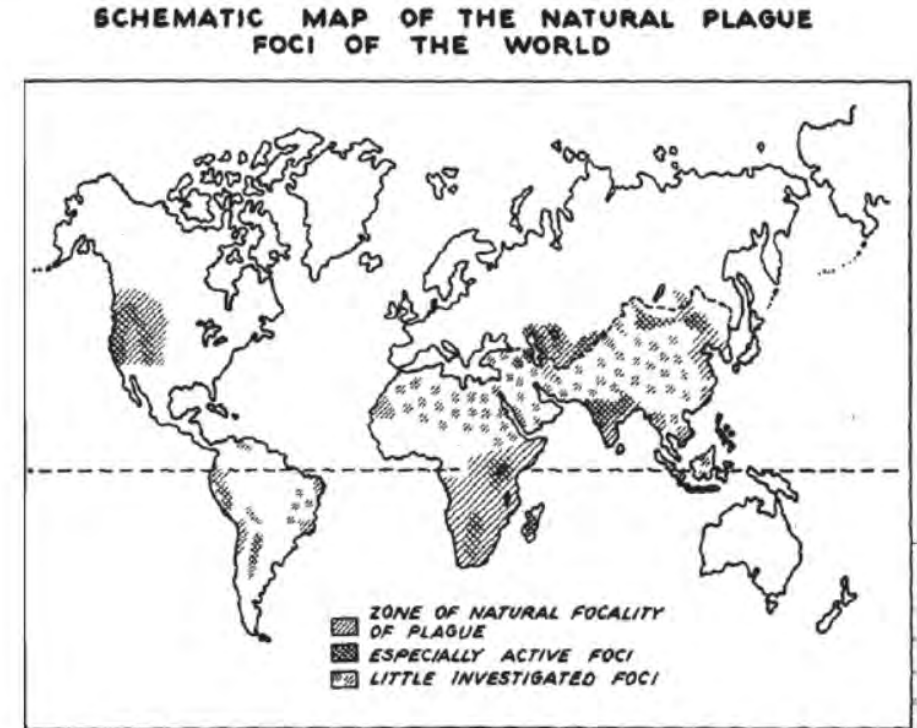 SCHEMATIC MAP OF THE NATURAL PLAGUE
FOCI OF THE WORLD
ZONE OF NATURAL FOCALITY
OF PLAGUE
ESPECIALLY ACTIVE FOCI
LITTLE INVESTIGATED FOCI